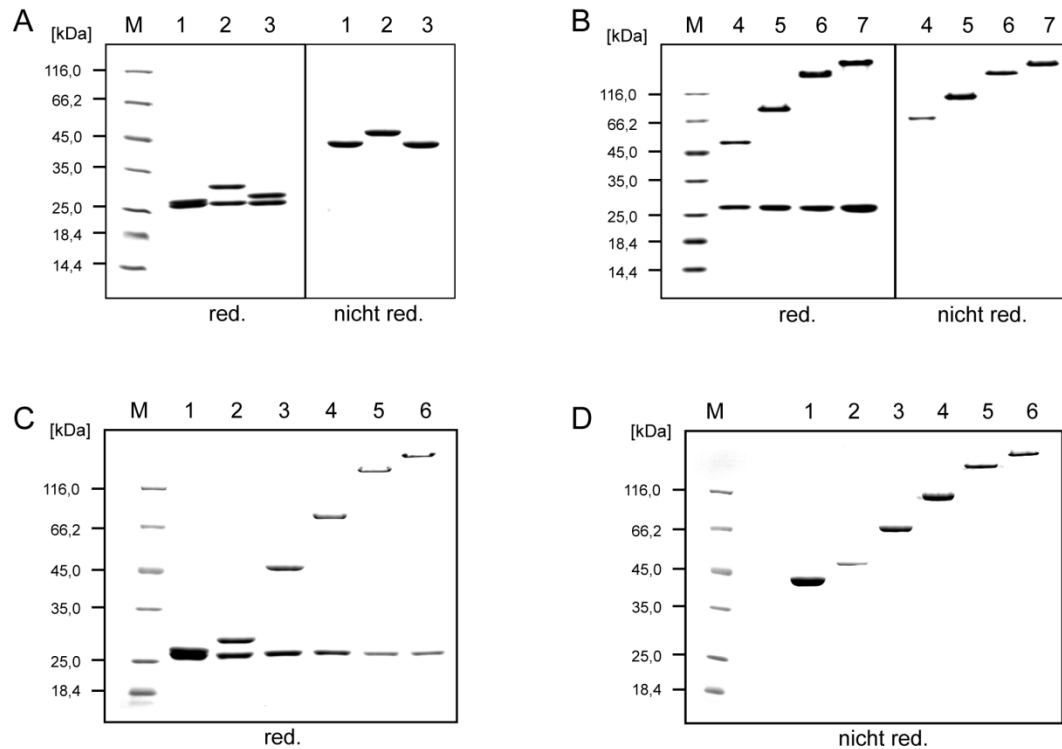 A
[kDa] M 1 2 3 1 2 3
116,0
66,2
45,0
35,0
25,0
18,4
14,4
red. nicht red.
B
[kDa] M 4 5 6 7 4 5 6 7
116,0
66,2
45,0
35,0
25,0
18,4
14,4
red. nicht red.
C
M 1 2 3 4 5 6
[kDa]
116,0
66,2
45,0
35,0
25,0
18,4
red.
D
M 1 2 3 4 5 6
[kDa]
116,0
66,2
45,0
35,0
25,0
18,4
nicht red.